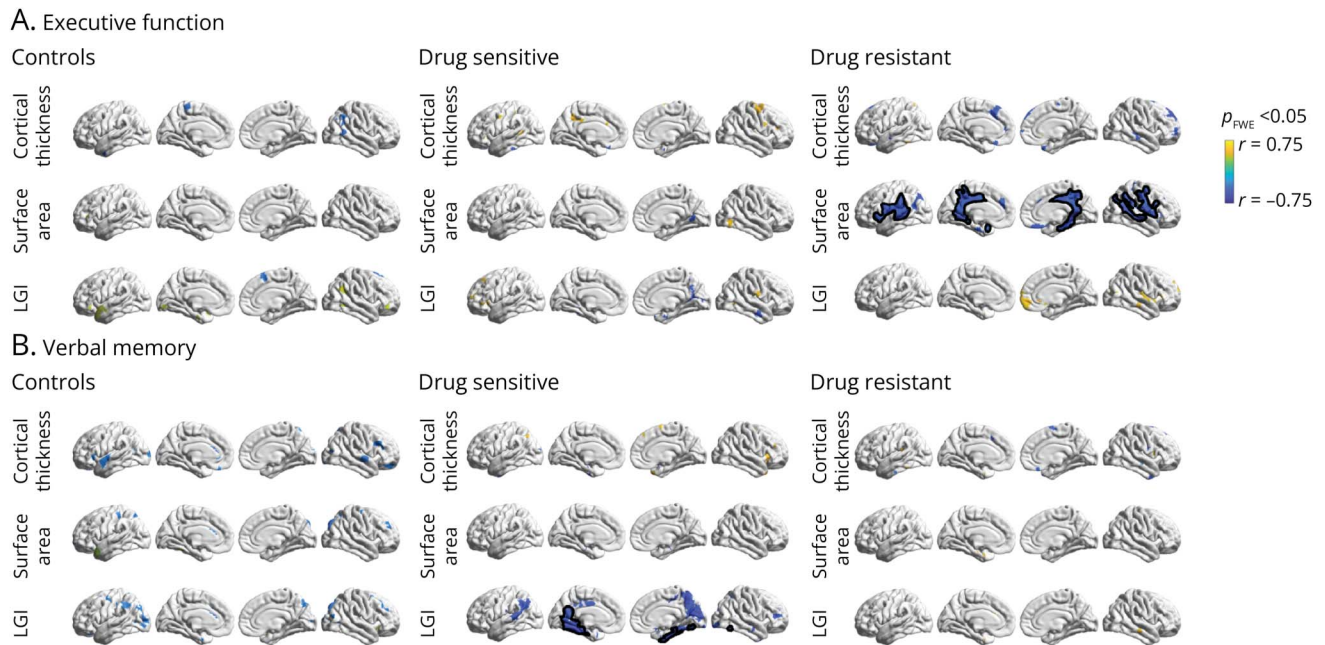 A. Executive function
Controls
Drug sensitive
Drug resistant
Cortical
thickness
Cortical
thickness
Cortical
thickness
pFWE <0.05
r = 0.75
r = –0.75
Surface
area
Surface
area
Surface
area
LGI
LGI
LGI
B. Verbal memory
Controls
Drug sensitive
Drug resistant
Cortical
thickness
Cortical
thickness
Cortical
thickness
Surface
area
Surface
area
Surface
area
LGI
LGI
LGI